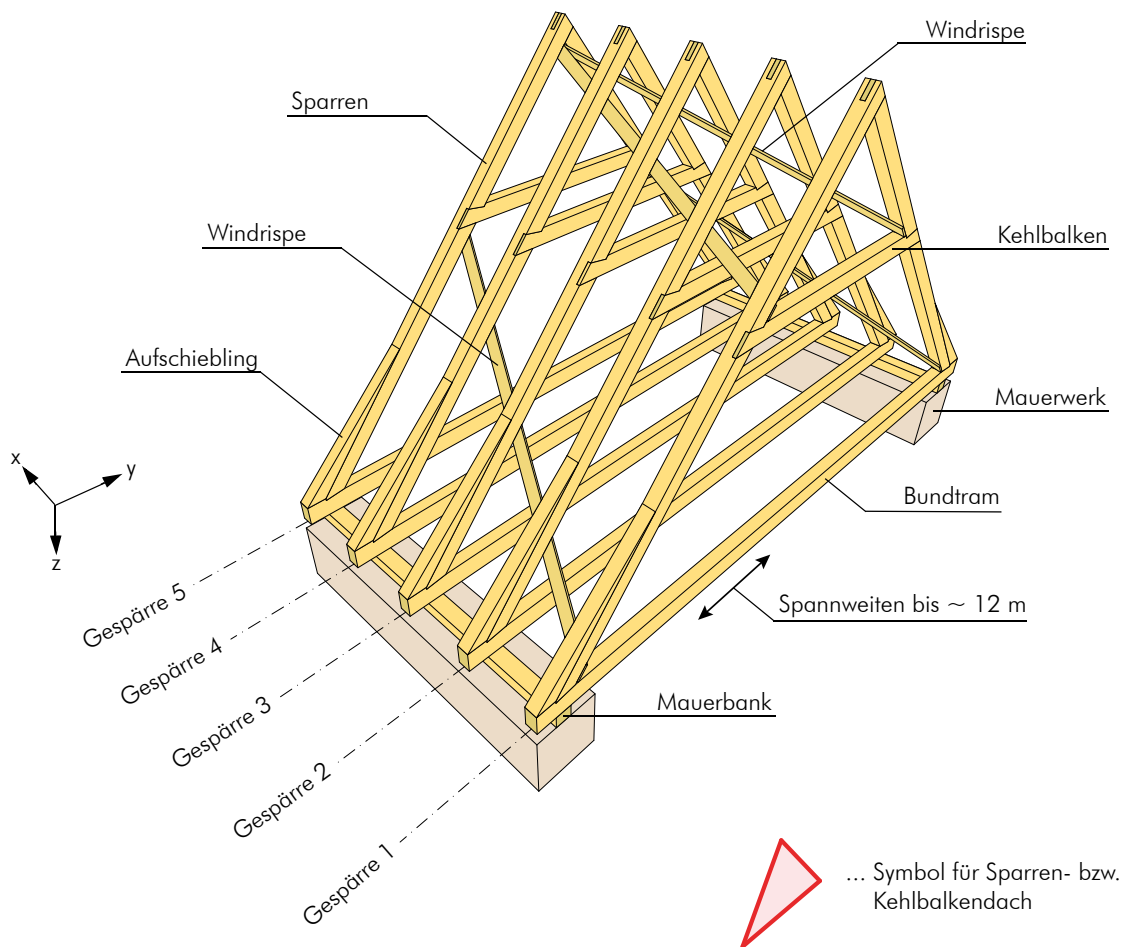 Windrispe
Sparren
Windrispe
Kehlbalken
Aufschiebling
Mauerwerk
x
y
z
Bundtram
Spannweiten bis ~ 12 m
Gespärre 5
Gespärre 4
Gespärre 3
Gespärre 2
Gespärre 1
Mauerbank
... Symbol für Sparren- bzw.
Kehlbalkendach